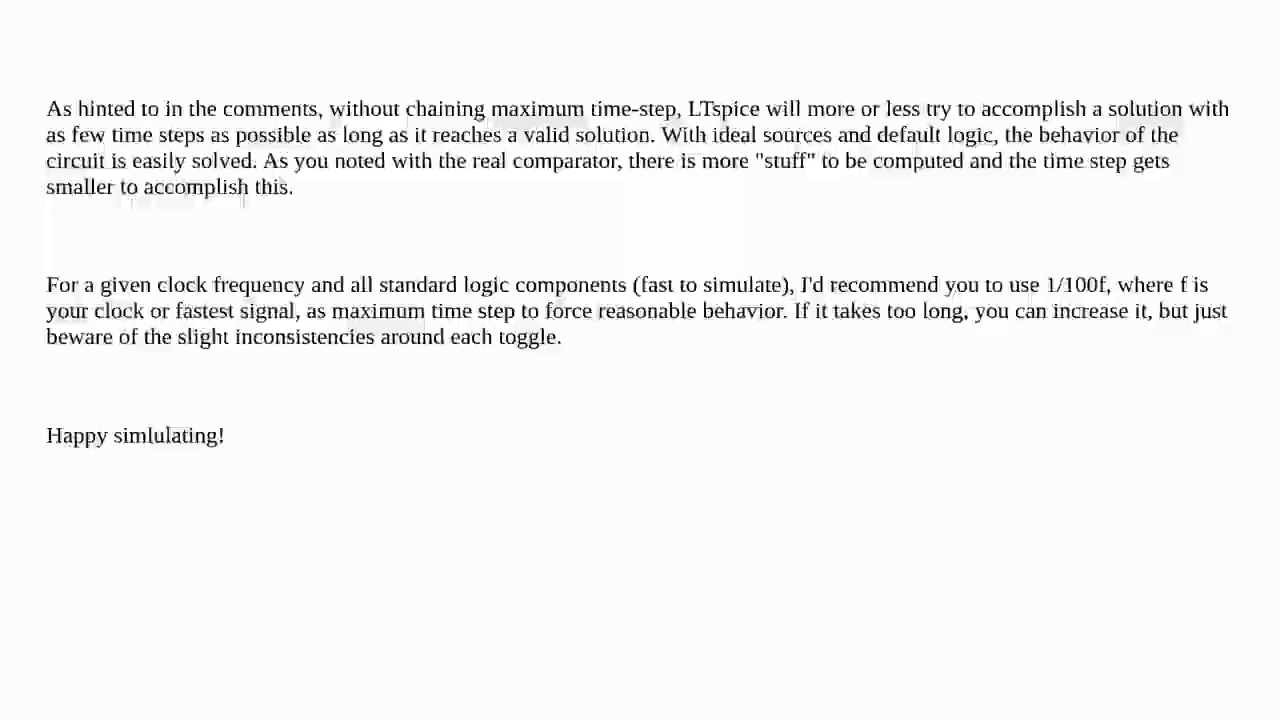 As hinted to in the comments, without chaining maximum time-step, LTspice will more or less try to accomplish a solution with
as few time steps as possible as long as it reaches a valid solution. With ideal sources and default logic, the behavior of the
circuit is easily solved. As you noted with the real comparator, there is more "stuff" to be computed and the time step gets
smaller to accomplish this.
For a given clock frequency and all standard logic components (fast to simulate), I'd recommend you to use 1/100f, where f is
your clock or fastest signal, as maximum time step to force reasonable behavior. If it takes too long, you can increase it, but just
beware of the slight inconsistencies around each toggle.
Happy simlulating!